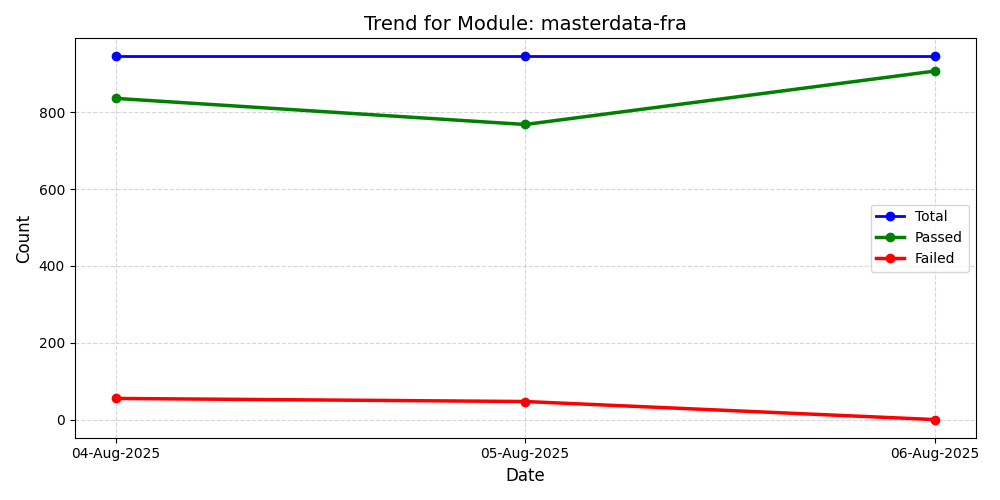 Trend for Module: masterdata-fra
Count
800
600
400
200
0
Total
Passed
Failed
04-Aug-2025
05-Aug-2025
06-Aug-2025
Date